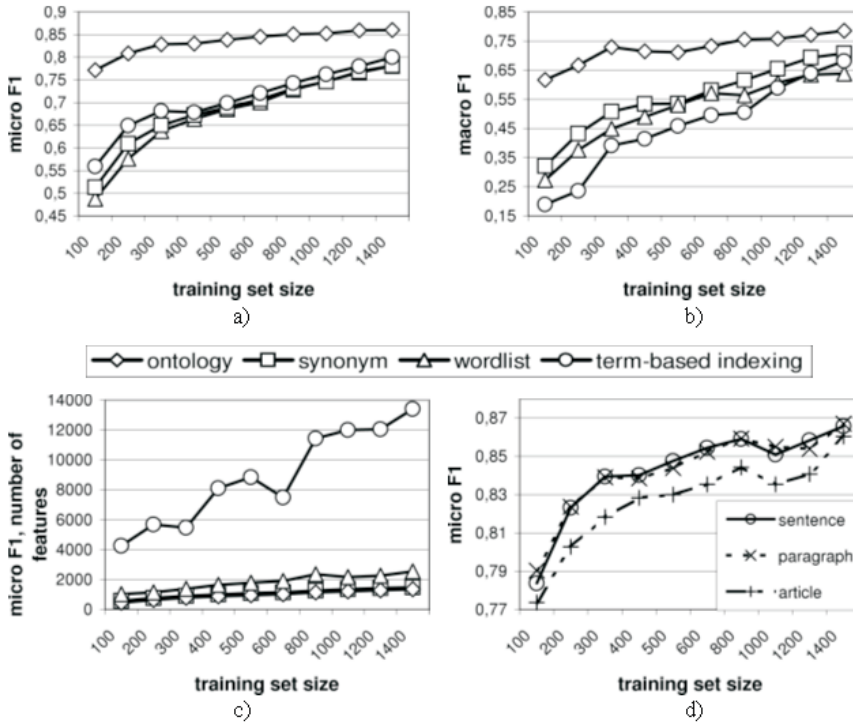 0,9
0,85
0,8
0,75
0,7
0,65
0,6
0,55
0,5
0,45
micro F1
100 200 300 400 500 600 800 1000 1200 1400
training set size
a)
0,85
0,75
0,65
0,55
0,45
0,35
0,25
0,15
macro F1
100 200 300 400 500 600 800 1000 1200 1400
training set size
b)
ontology synonym wordlist term-based indexing
14000
12000
10000
8000
6000
4000
2000
0
micro F1, number of
features
100 200 300 400 500 600 800 1000 1200 1400
training set size
c)
0,87
0,85
0,83
0,81
0,79
0,77
micro F1
sentence
paragraph
article
100 200 300 400 500 600 800 1000 1200 1400
training set size
d)